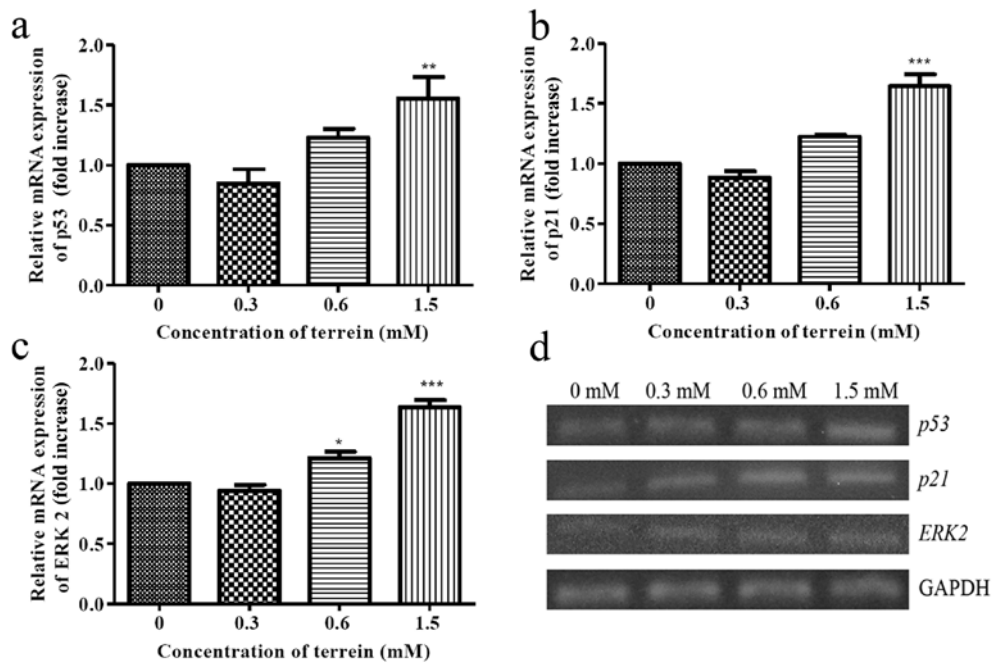 a
Relative mRNA expression
of p53 (fold increase)
2.0
1.5
1.0
0.5
0.0
**
0 0.3 0.6 1.5
Concentration of terrein (mM)
b
Relative mRNA expression
of p21 (fold increase)
2.0
1.5
1.0
0.5
0.0
***
0 0.3 0.6 1.5
Concentration of terrein (mM)
c
Relative mRNA expression
of ERK 2 (fold increase)
2.0
1.5
1.0
0.5
0.0
*
***
0 0.3 0.6 1.5
Concentration of terrein (mM)
d
0 mM 0.3 mM 0.6 mM 1.5 mM
p53
p21
ERK2
GAPDH